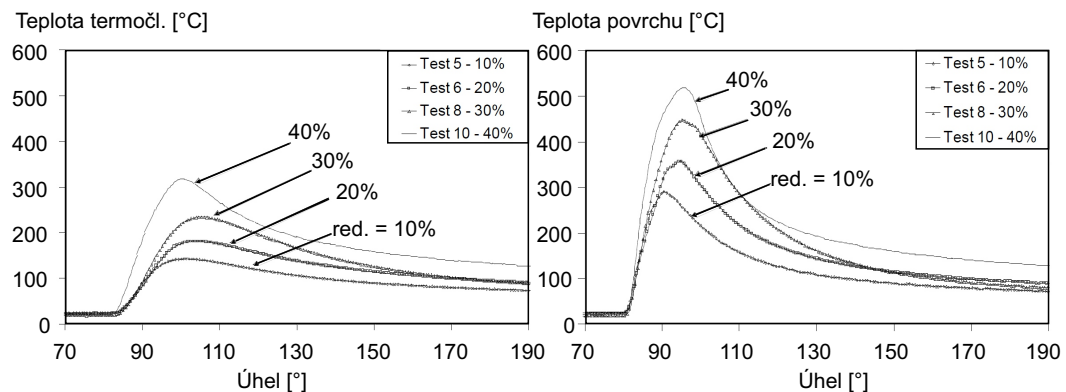 Teplota termočl. [°C]
600
500
400
300
200
100
0
70
90
110
130
150
170
190
Úhel [°]
Test 5 - 10%
Test 6 - 20%
Test 8 - 30%
Test 10 - 40%
40%
30%
20%
red. = 10%
Teplota povrchu [°C]
600
500
400
300
200
100
0
70
90
110
130
150
170
190
Úhel [°]
Test 5 - 10%
Test 6 - 20%
Test 8 - 30%
Test 10 - 40%
40%
30%
20%
red. = 10%